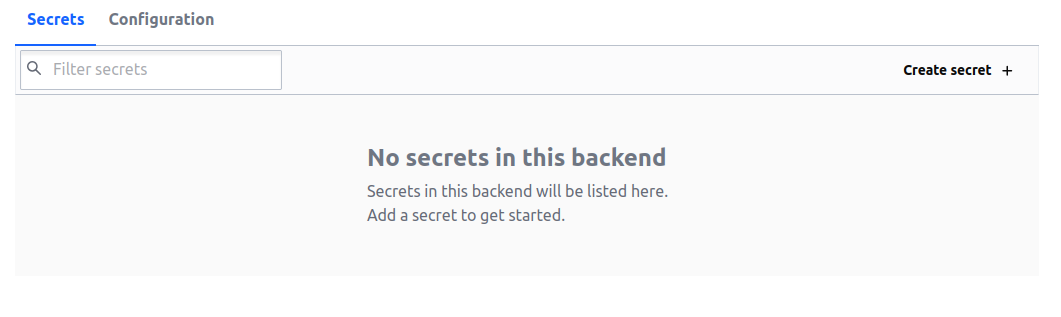 Secrets Configuration
Filter secrets
Create secret +
No secrets in this backend
Secrets in this backend will be listed here.
Add a secret to get started.